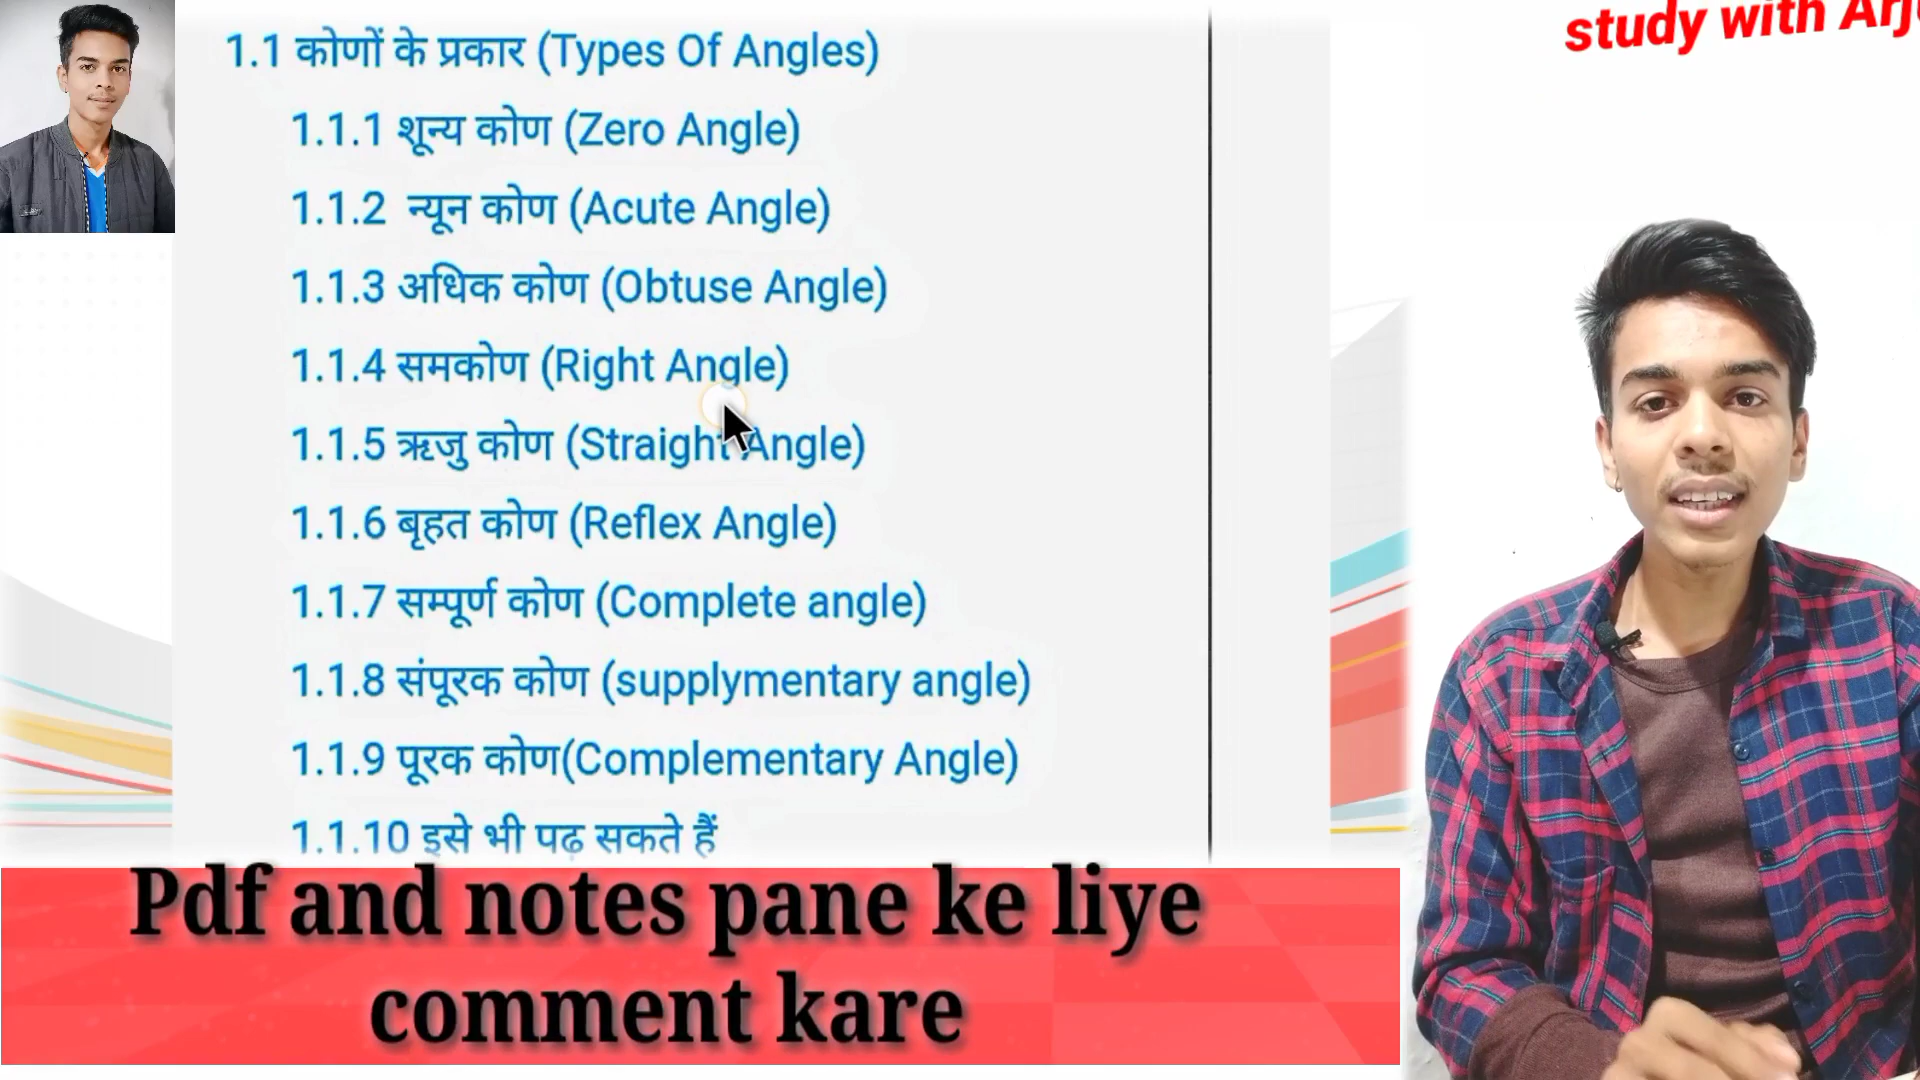 study with
1.1 कोणों के प्रकार (Types Of Angles)
1.1.1 शून्य कोण (Zero Angle)
1.1.2 न्यून कोण (Acute Angle)
1.1.3 अधिक कोण (Obtuse Angle)
1.1.4 समकोण (Right Angle)
1.1.5 ऋजु कोण (Straight Angle)
1.1.6 बृहत कोण (Reflex Angle)
1.1.7 सम्पूर्ण कोण (Complete angle)
1.1.8 संपूरक कोण (supplymentary angle)
1.1.9 पूरक कोण(Complementary Angle)
1.1.10 इसे भी पढ़ सकते हैं
Pdf and notes pane ke liye
comment kare